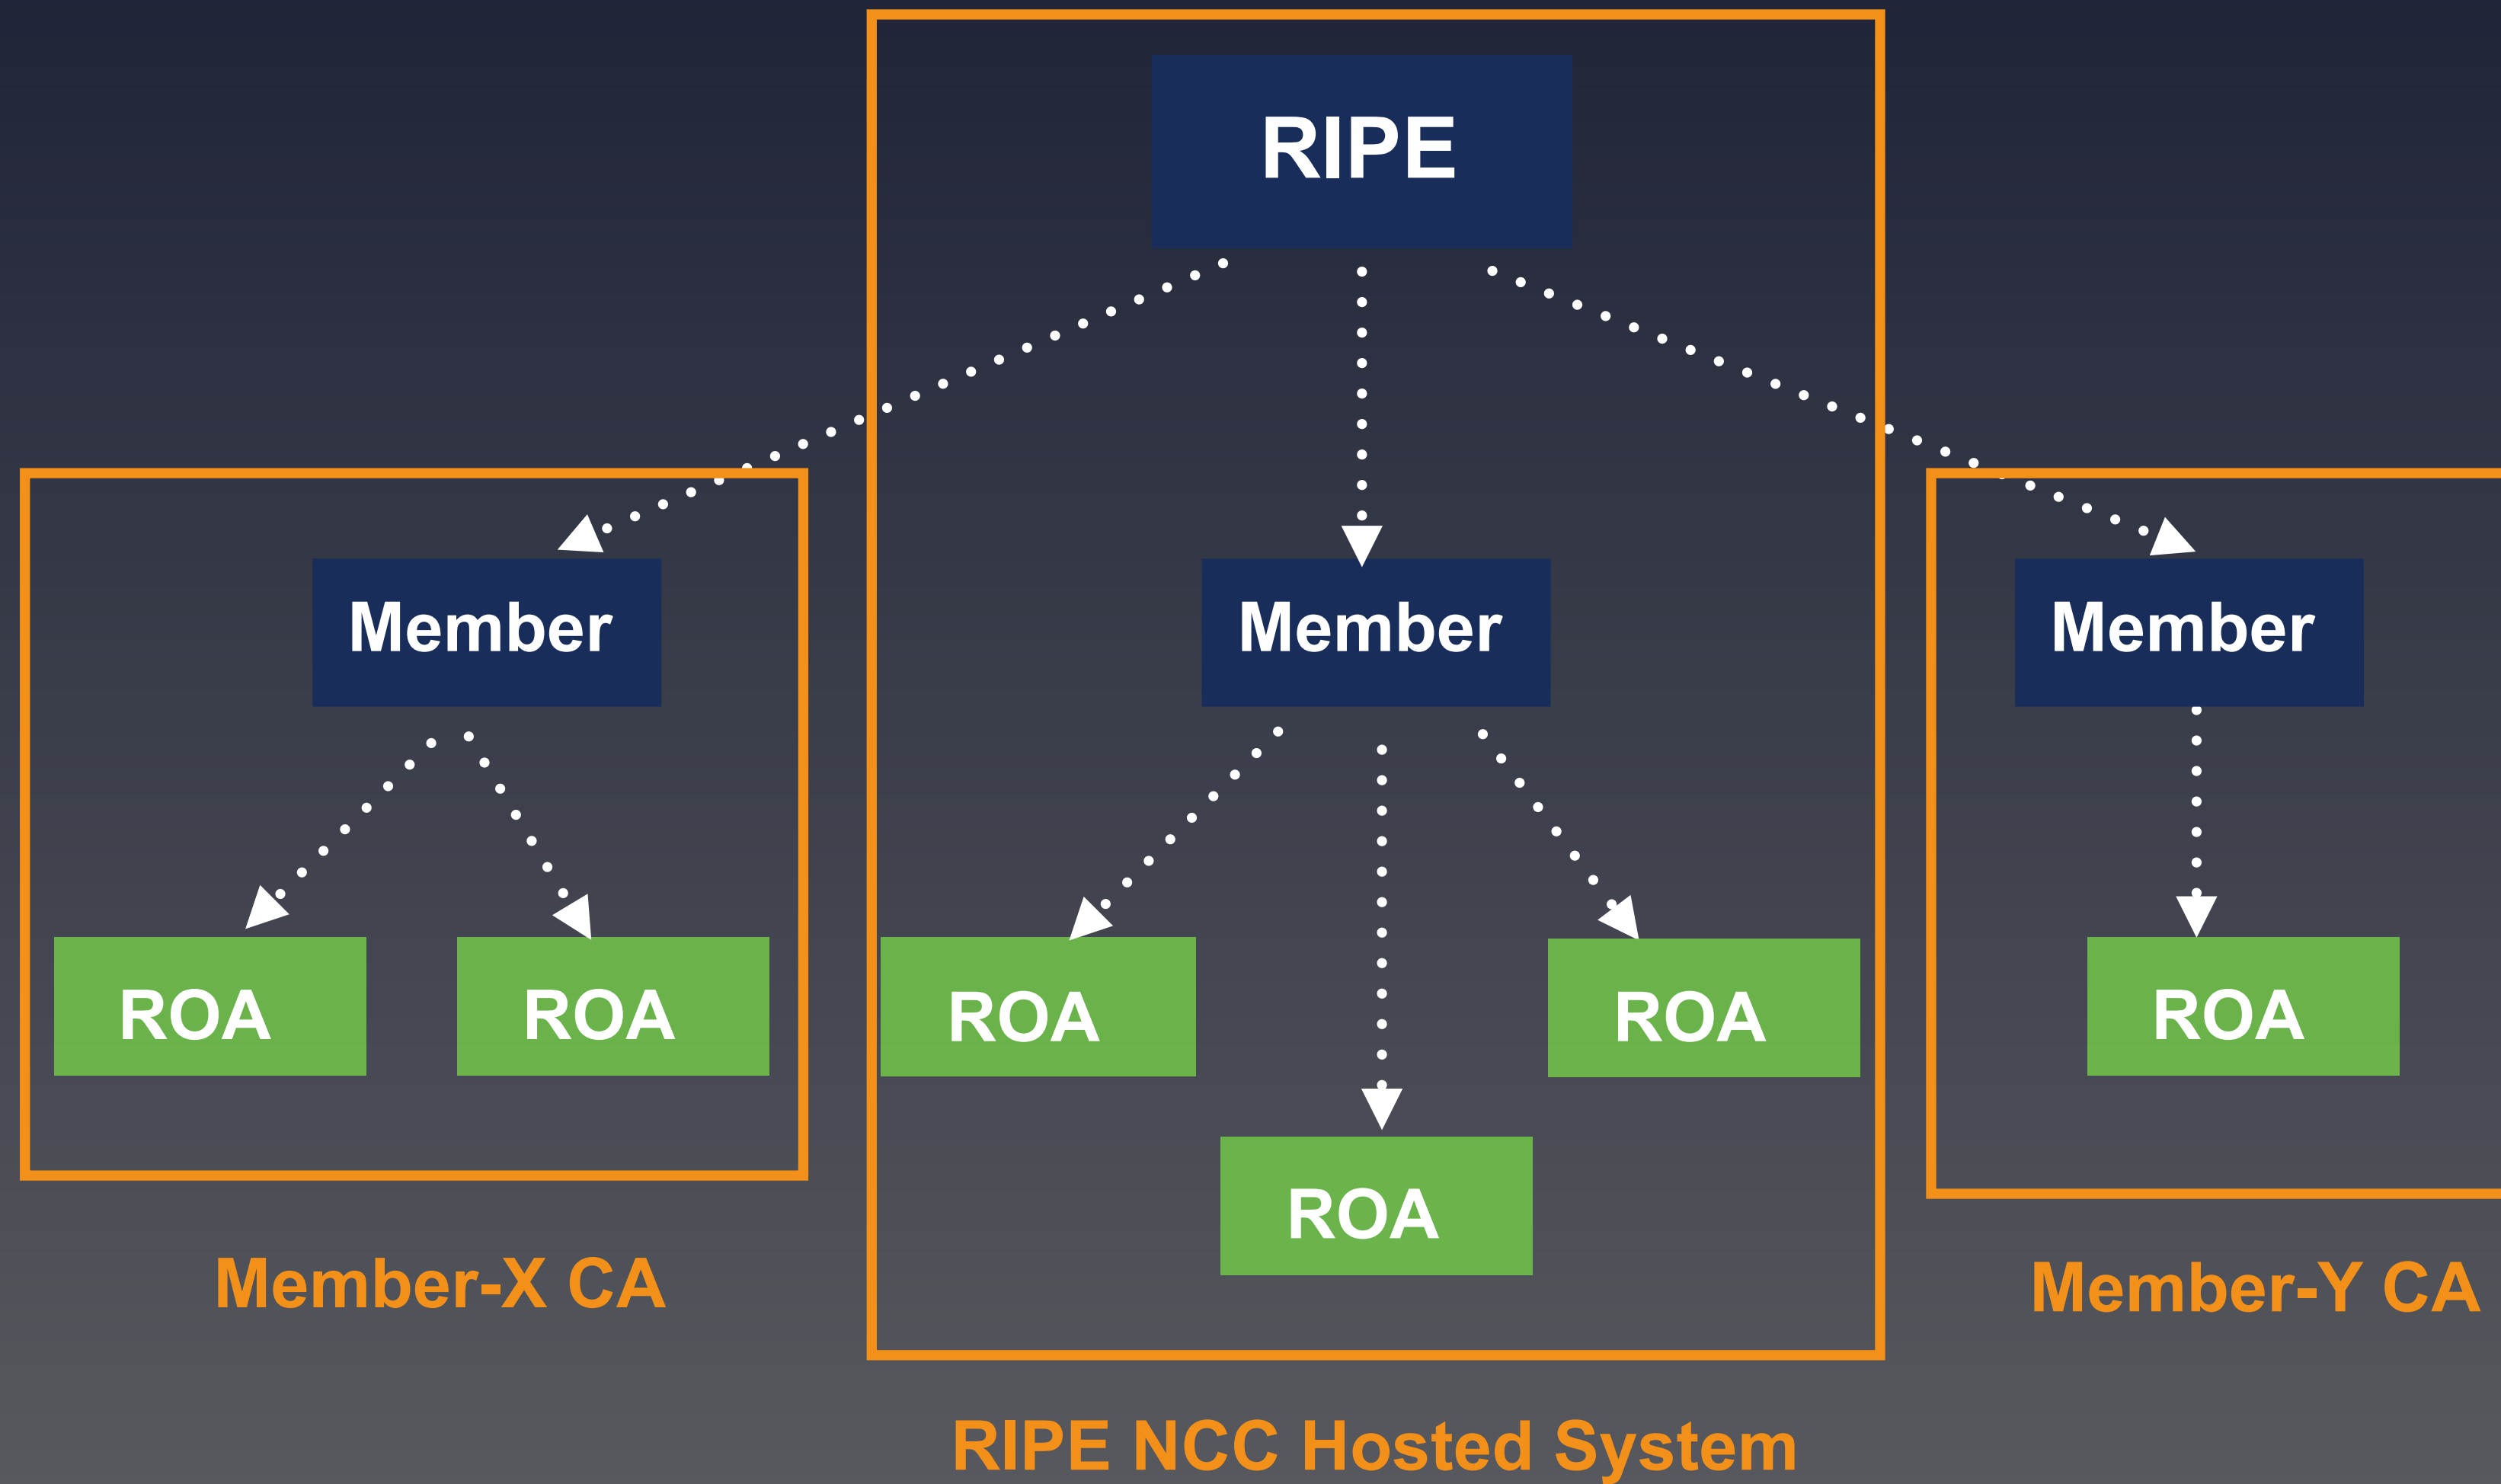 RIPE
Member
Member
Member
ROA
ROA
ROA
ROA
ROA
ROA
Member-X CA
Member-Y CA
RIPE NCC Hosted System